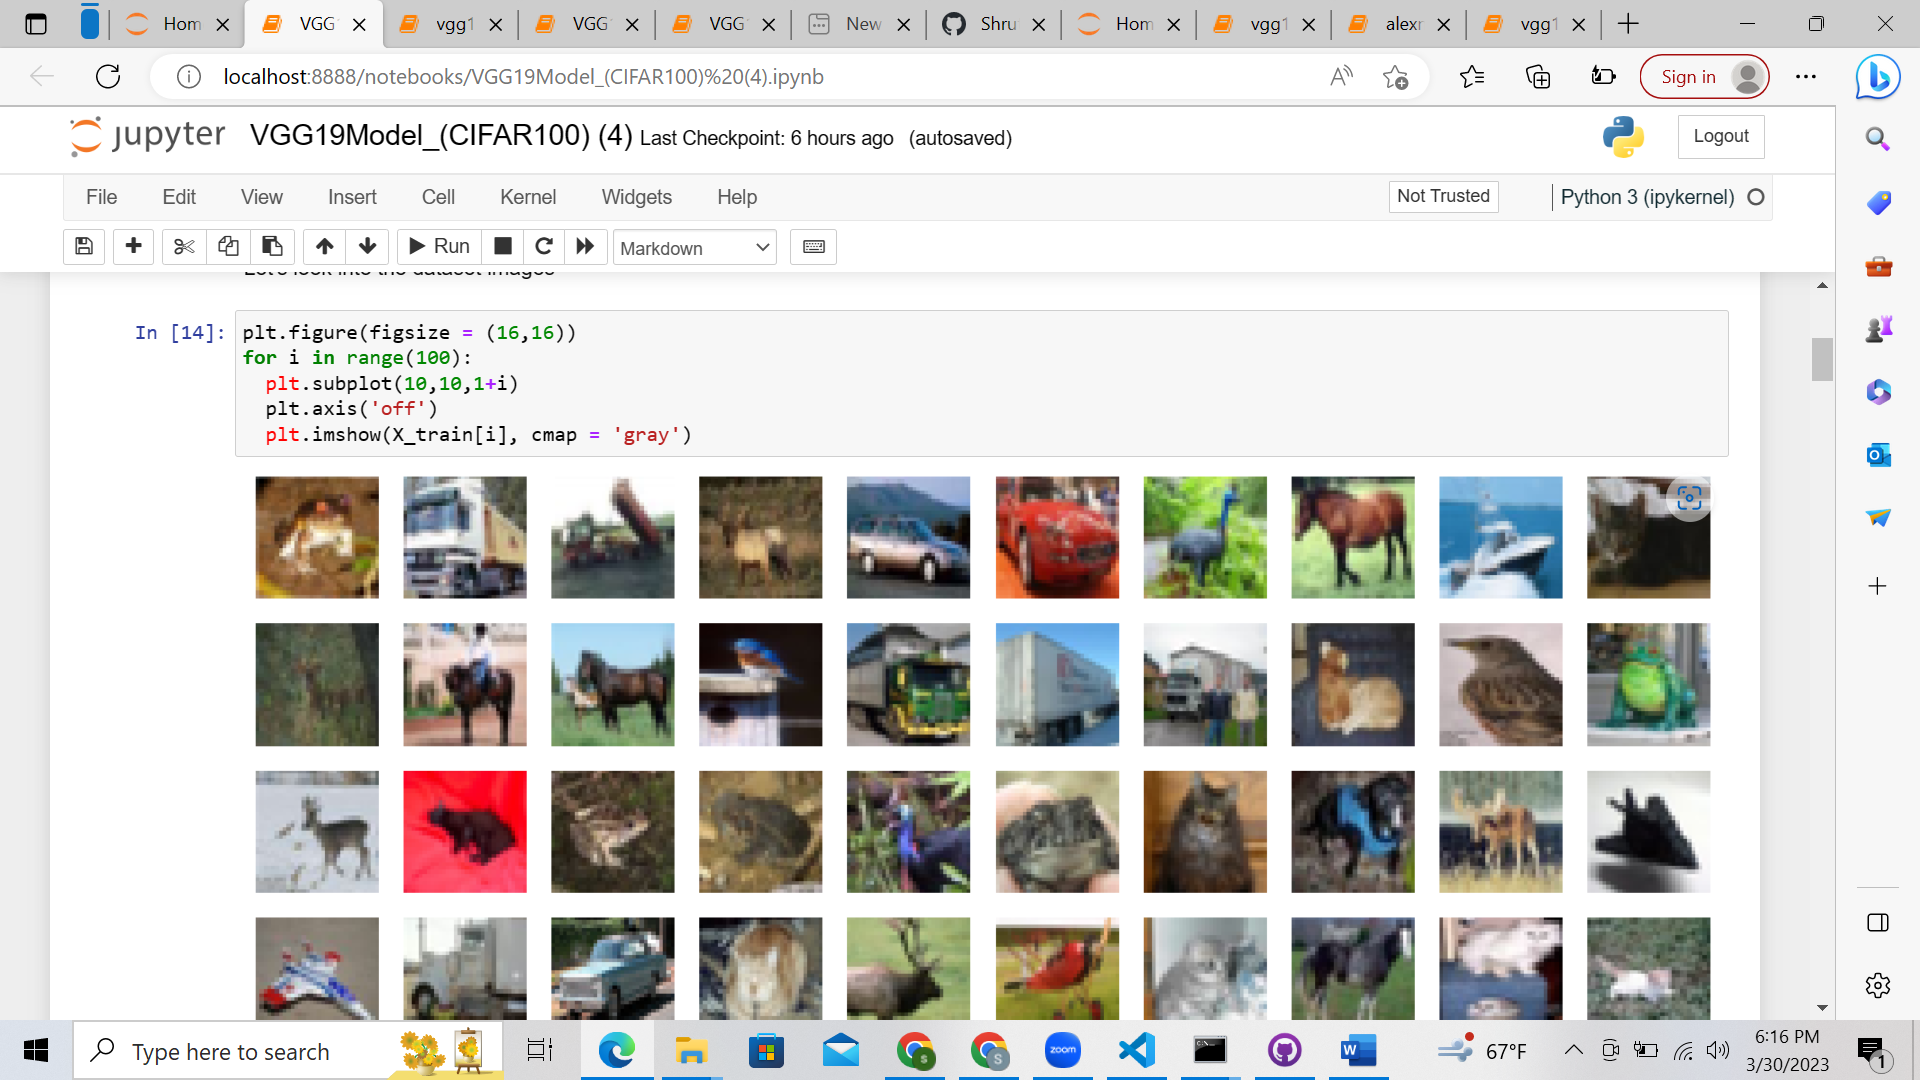 Hom
VGG
vgg1
VGG
VGG
New
Shru
Hom
vgg1
alexr
vgg1
localhost:8888/notebooks/VGG19Model_(CIFAR100)%20(4).ipynb
Sign in
jupyter VGG19Model_(CIFAR100) (4) Last Checkpoint: 6 hours ago (autosaved)
Logout
File Edit View Insert Cell Kernel Widgets Help
Not Trusted
Python 3 (ipykernel)
Run
Markdown
Let's look into the dataset images
In [14]:
plt.figure(figsize = (16,16))
for i in range(100):
  plt.subplot(10,10,1+i)
  plt.axis('off')
  plt.imshow(X_train[i], cmap = 'gray')
Type here to search
zoom
67°F
6:16 PM
3/30/2023
1